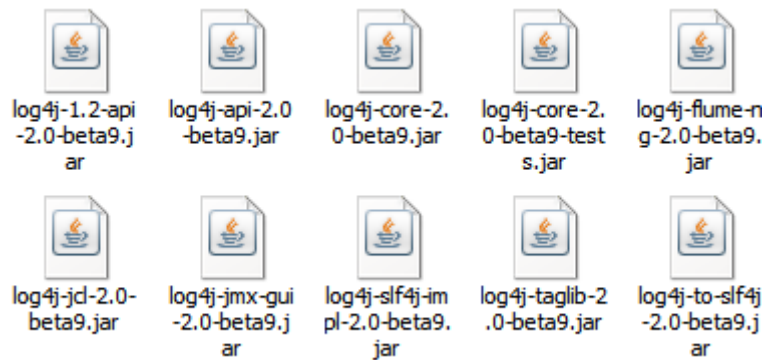 log4j-1.2-api
-2.0-beta9.j
ar
log4j-api-2.0
-beta9.jar
log4j-core-2.
0-beta9.jar
log4j-core-2.
0-beta9-test
s.jar
log4j-flume-n
g-2.0-beta9.
jar
log4j-jcl-2.0-
beta9.jar
log4j-jmx-gui
-2.0-beta9.j
ar
log4j-slf4j-im
pl-2.0-beta9.
jar
log4j-taglib-2
.0-beta9.jar
log4j-to-slf4j
-2.0-beta9.j
ar